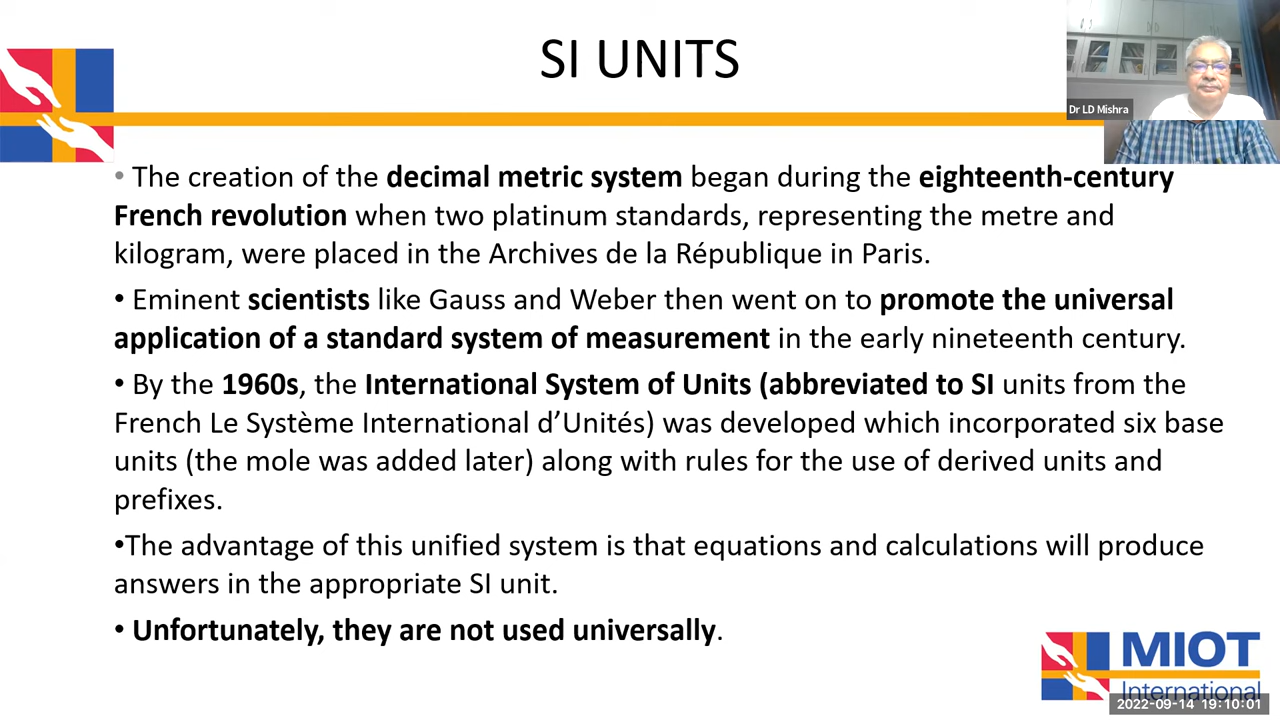 SI UNITS
Dr LD Mishra
• The creation of the decimal metric system began during the eighteenth-century
French revolution when two platinum standards, representing the metre and
kilogram, were placed in the Archives de la République in Paris.
• Eminent scientists like Gauss and Weber then went on to promote the universal
application of a standard system of measurement in the early nineteenth century.
• By the 1960s, the International System of Units (abbreviated to SI units from the
French Le Système International d’Unités) was developed which incorporated six base
units (the mole was added later) along with rules for the use of derived units and
prefixes.
•The advantage of this unified system is that equations and calculations will produce
answers in the appropriate SI unit.
• Unfortunately, they are not used universally.
MIOT
International
2022-09-14 19:10:01